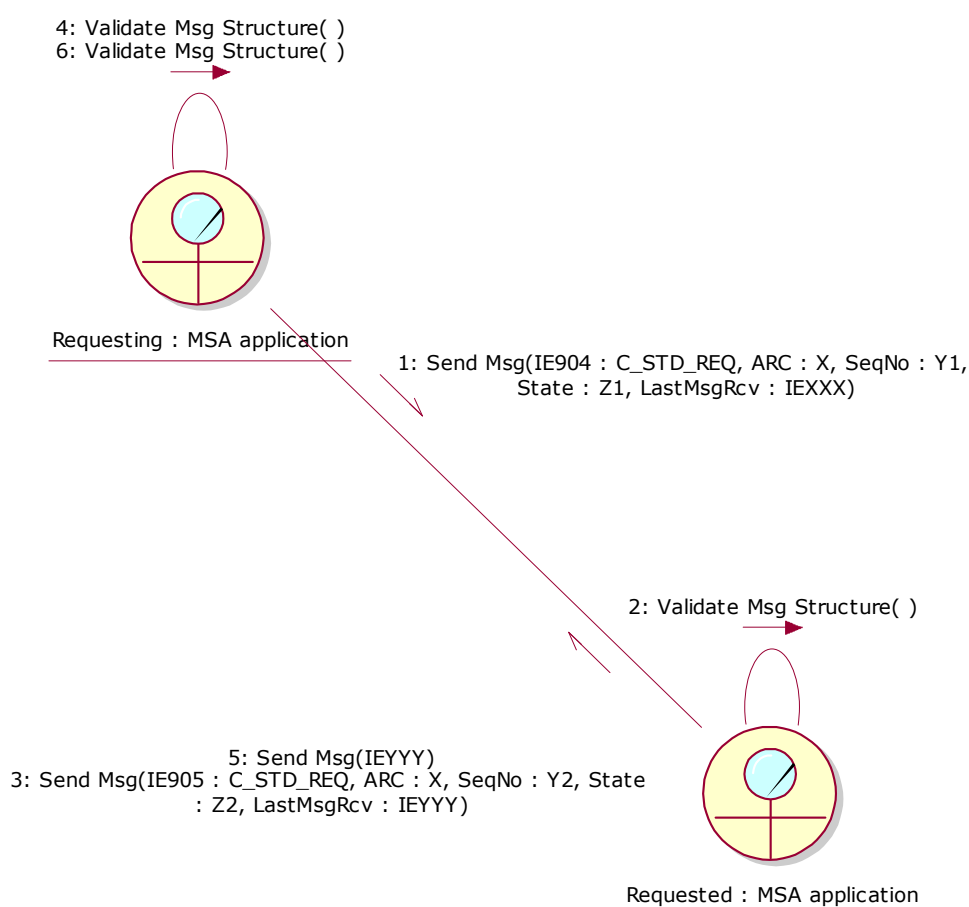 4: Validate Msg Structure( )
6: Validate Msg Structure( )
Requesting : MSA application
1: Send Msg(IE904 : C_STD_REQ, ARC : X, SeqNo : Y1,
State : Z1, LastMsgRcv : IEXXX)
2: Validate Msg Structure( )
5: Send Msg(IEYYY)
3: Send Msg(IE905 : C_STD_REQ, ARC : X, SeqNo : Y2, State
: Z2, LastMsgRcv : IEYYY)
Requested : MSA application